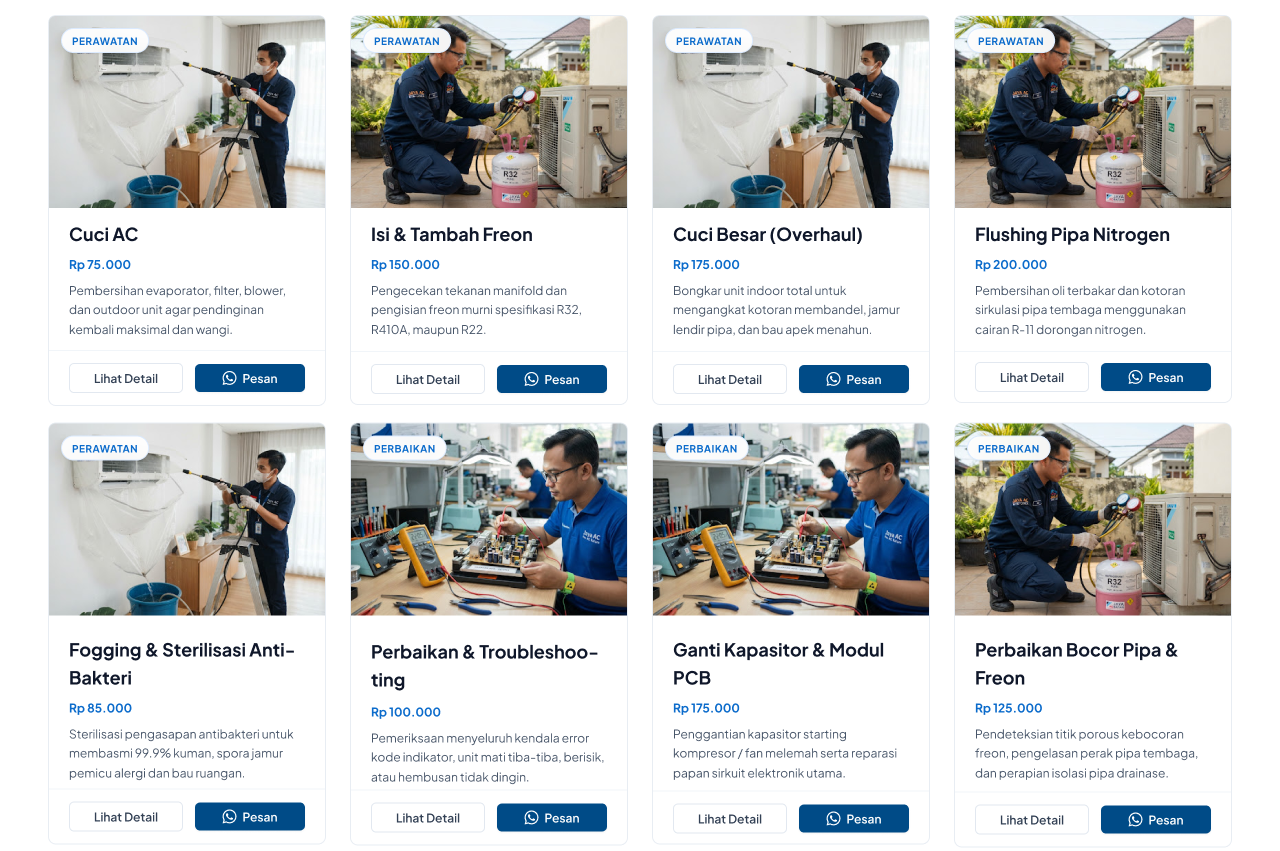 PERAWATAN
Cuci AC
Rp 75.000
Pembersihan evaporator, filter, blower,
dan outdoor unit agar pendinginan
kembali maksimal dan wangi.
Lihat Detail
Pesan
PERAWATAN
R32
Isi & Tambah Freon
Rp 150.000
Pengecekan tekanan manifold dan
pengisian freon murni spesifikasi R32,
R410A, maupun R22.
Lihat Detail
Pesan
PERAWATAN
Cuci Besar (Overhaul)
Rp 175.000
Bongkar unit indoor total untuk
mengangkat kotoran membandel, jamur
lendir pipa, dan bau apek menahun.
Lihat Detail
Pesan
PERAWATAN
R32
Flushing Pipa Nitrogen
Rp 200.000
Pembersihan oli terbakar dan kotoran
sirkulasi pipa tembaga menggunakan
cairan R-11 dorongan nitrogen.
Lihat Detail
Pesan
PERAWATAN
Fogging & Sterilisasi Anti-
Bakteri
Rp 85.000
Sterilisasi pengasapan antibakteri untuk
membasmi 99.9% kuman, spora jamur
pemicu alergi dan bau ruangan.
Lihat Detail
Pesan
PERBAIKAN
Jaya AC
Perbaikan & Troubleshoo-
ting
Rp 100.000
Pemeriksaan menyeluruh kendala error
kode indikator, unit mati tiba-tiba, berisik,
atau hembusan tidak dingin.
Lihat Detail
Pesan
PERBAIKAN
Jaya AC
Ganti Kapasitor & Modul
PCB
Rp 175.000
Penggantian kapasitor starting
kompresor / fan melemah serta reparasi
papan sirkuit elektronik utama.
Lihat Detail
Pesan
PERBAIKAN
R32
Perbaikan Bocor Pipa &
Freon
Rp 125.000
Pendeteksian titik porous kebocoran
freon, pengelasan perak pipa tembaga,
dan perapian isolasi pipa drainase.
Lihat Detail
Pesan